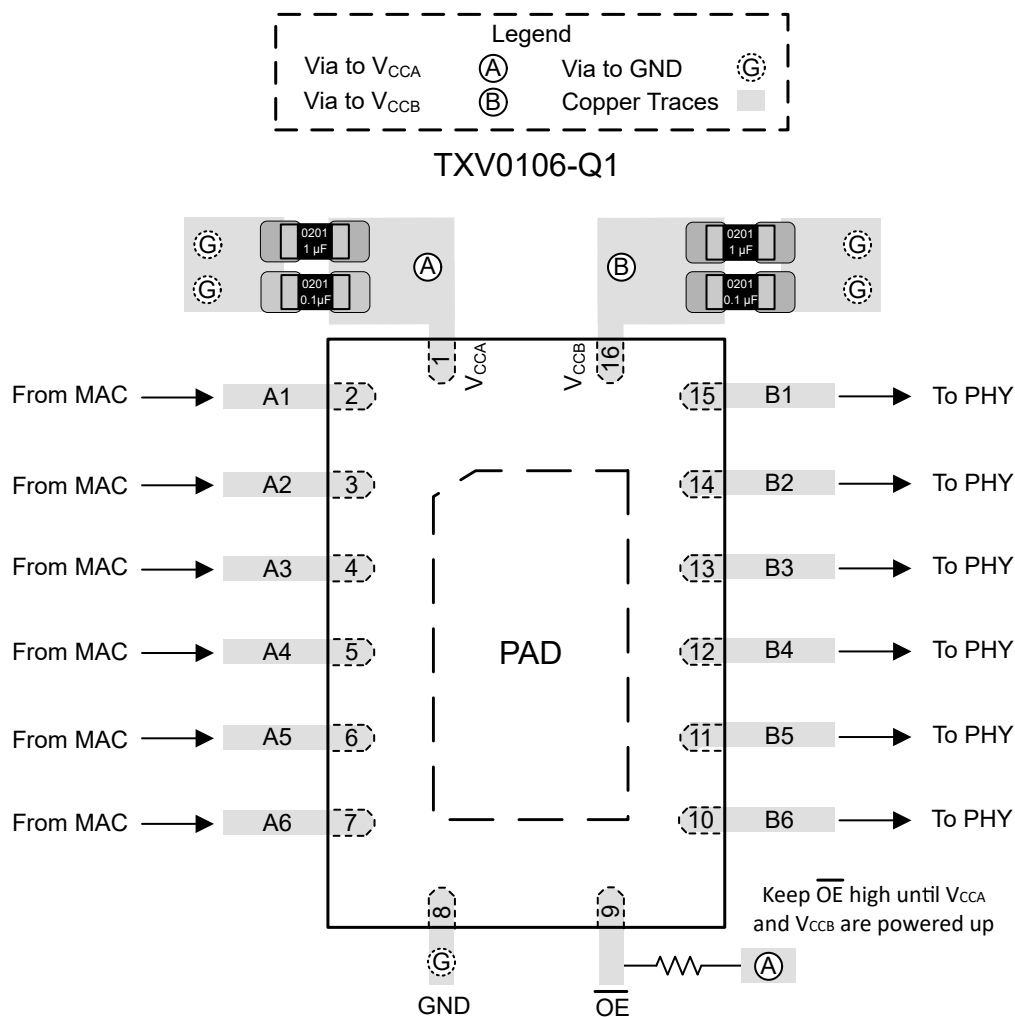 Legend
Via to VCCA A Via to GND G
Via to VCCB B Copper Traces
TXV0106-Q1
G 0201 1 µF A B 0201 1 µF G
G 0201 0.1µF 0201 0.1 µF G
1 VCCA VCCB 16
From MAC A1 2 15 B1 To PHY
From MAC A2 3 14 B2 To PHY
From MAC A3 4 13 B3 To PHY
From MAC A4 5 PAD 12 B4 To PHY
From MAC A5 6 11 B5 To PHY
From MAC A6 7 10 B6 To PHY
8 9 Keep O̅E̅ high until VCCA
and VCCB are powered up
G A
GND O̅E̅